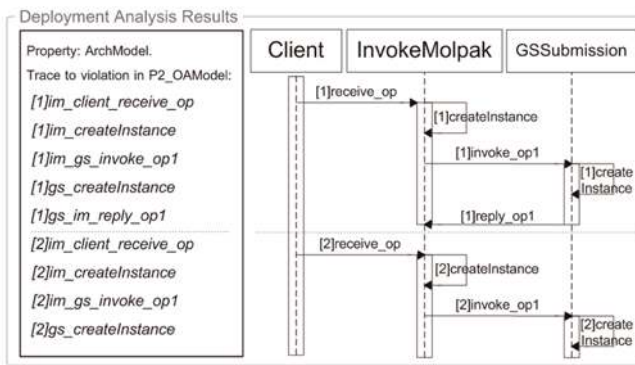 Deployment Analysis Results
Property: ArchModel.
Trace to violation in P2_OAModel:
[1]im_client_receive_op
[1]im_createInstance
[1]im_gs_invoke_op1
[1]gs_createInstance
[1]gs_im_reply_op1
[2]im_client_receive_op
[2]im_createInstance
[2]im_gs_invoke_op1
[2]gs_createInstance
Client
InvokeMolpak
GSSubmission
[1]receive_op
[1]createInstance
[1]invoke_op1
[1]create
Instance
[1]reply_op1
[2]receive_op
[2]createInstance
[2]invoke_op1
[2]create
Instance